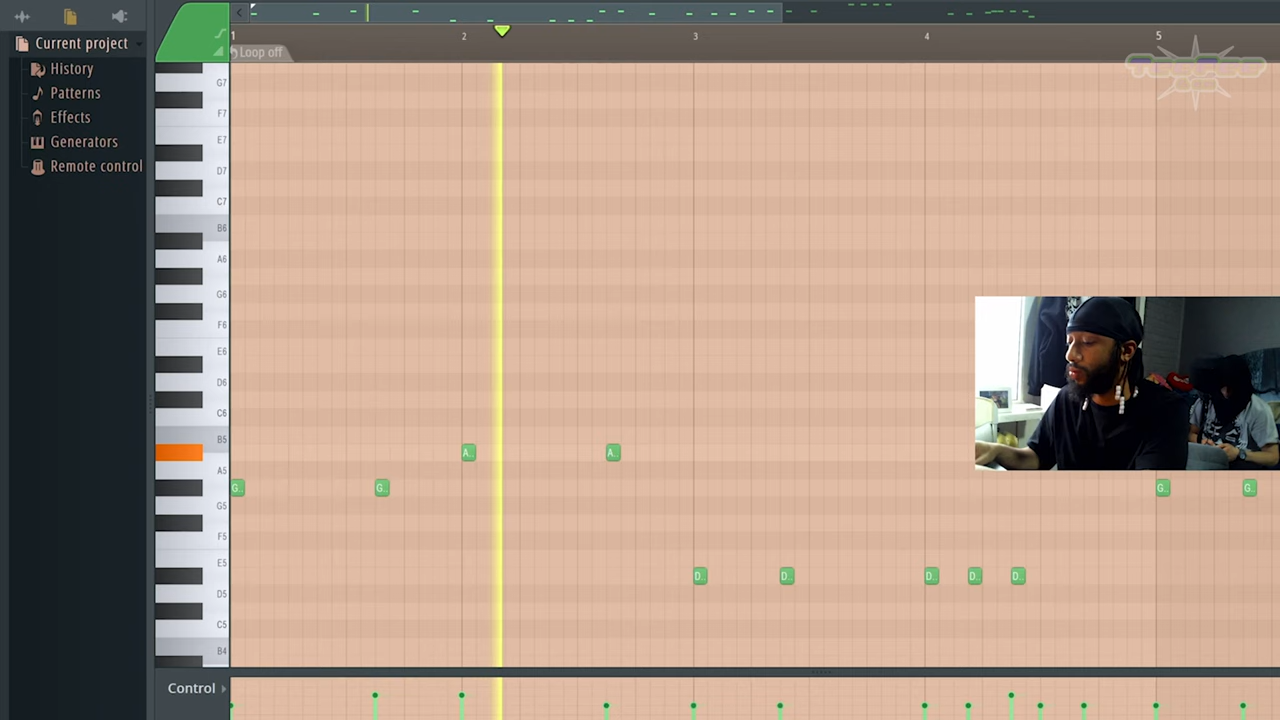 Current project
History
Patterns
Effects
Generators
Remote control
1
2
3
4
5
Loop off
G7
F7
E7
D7
C7
B6
A6
G6
F6
E6
D6
C6
B5
A5
G5
F5
E5
D5
C5
B4
A..
A..
G..
G..
G..
G..
D..
D..
D..
D..
D..
Control